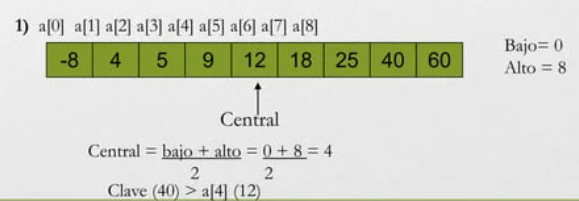 1) a[0] a[1] a[2] a[3] a[4] a[5] a[6] a[7] a[8]
-8 4 5 9 12 18 25 40 60
Bajo= 0
Alto = 8
Central
Central = bajo + alto = 0 + 8 = 4
2 2
Clave (40) > a[4] (12)